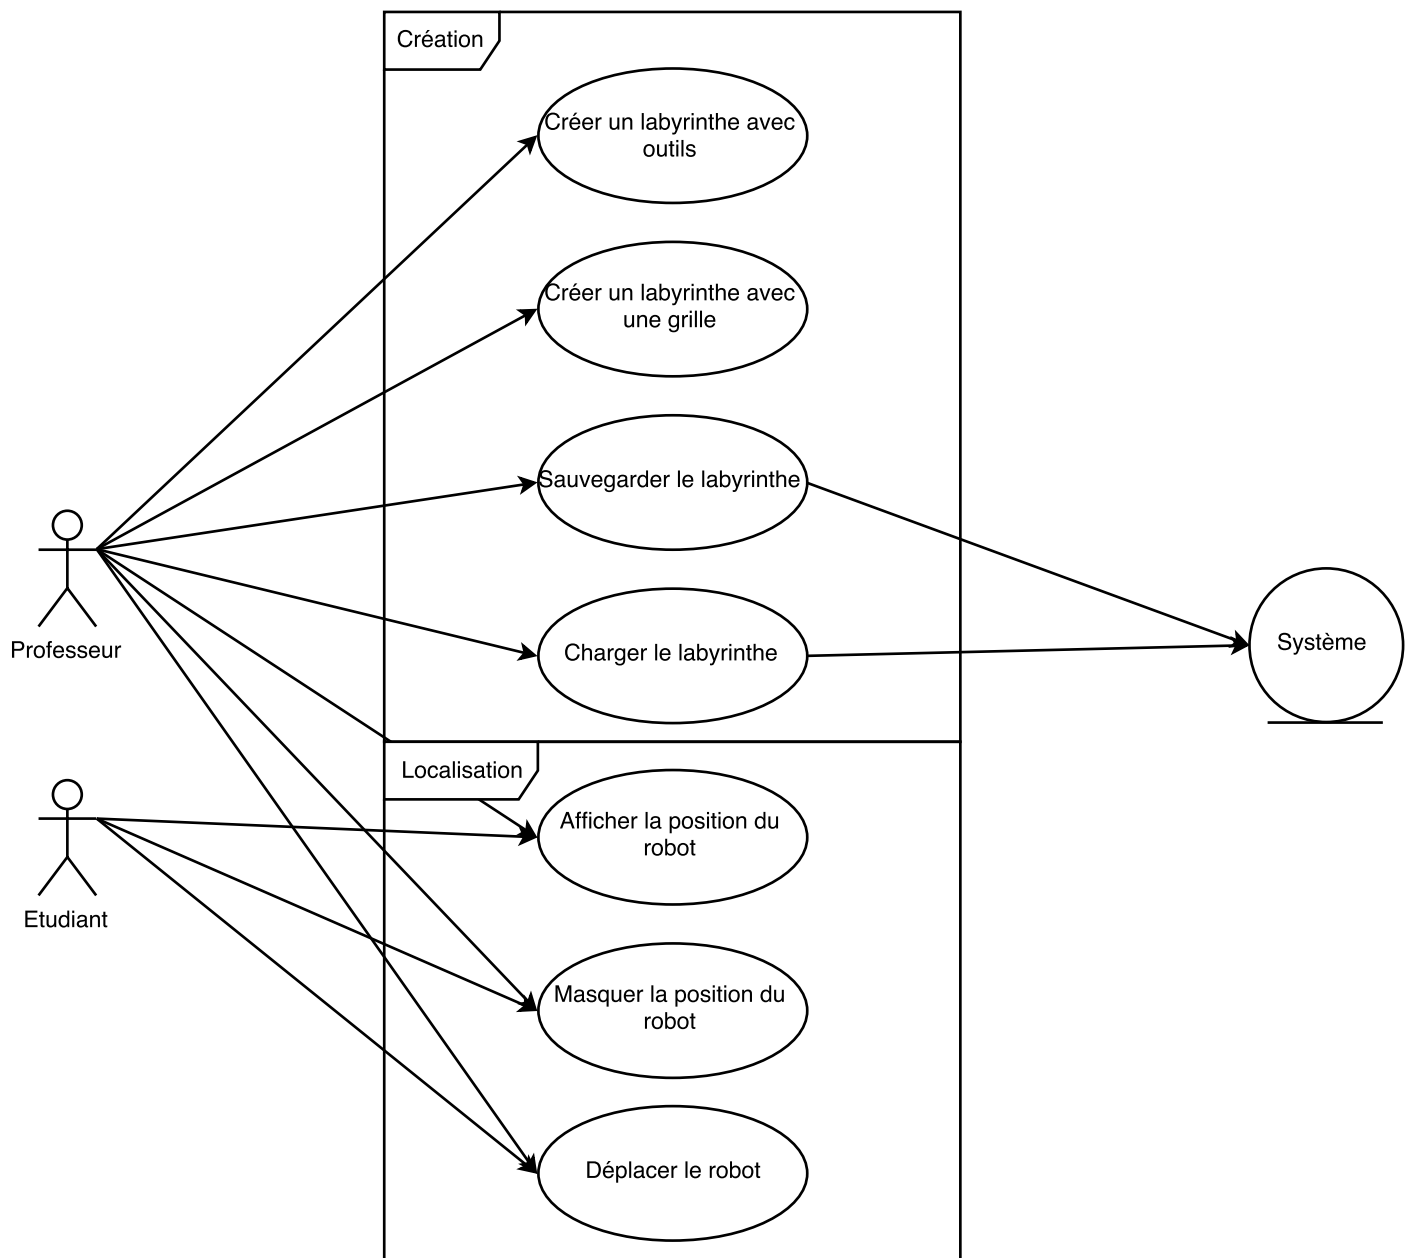 Création
Créer un labyrinthe avec
outils
Créer un labyrinthe avec
une grille
Sauvegarder le labyrinthe
Charger le labyrinthe
Système
Professeur
Localisation
Afficher la position du
robot
Etudiant
Masquer la position du
robot
Déplacer le robot